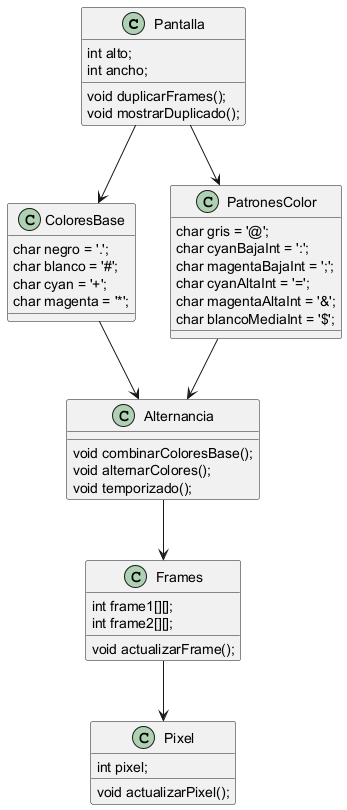 C Pantalla
int alto;
int ancho;
void duplicarFrames();
void mostrarDuplicado();
C ColoresBase
char negro = '.';
char blanco = '#';
char cyan = '+';
char magenta = '*';
C PatronesColor
char gris = '@';
char cyanBajaInt = ':';
char magentaBajaInt = ';';
char cyanAltaInt = '=';
char magentaAltaInt = '&';
char blancoMediaInt = '$';
C Alternancia
void combinarColoresBase();
void alternarColores();
void temporizado();
C Frames
int frame1[][];
int frame2[][];
void actualizarFrame();
C Pixel
int pixel;
void actualizarPixel();